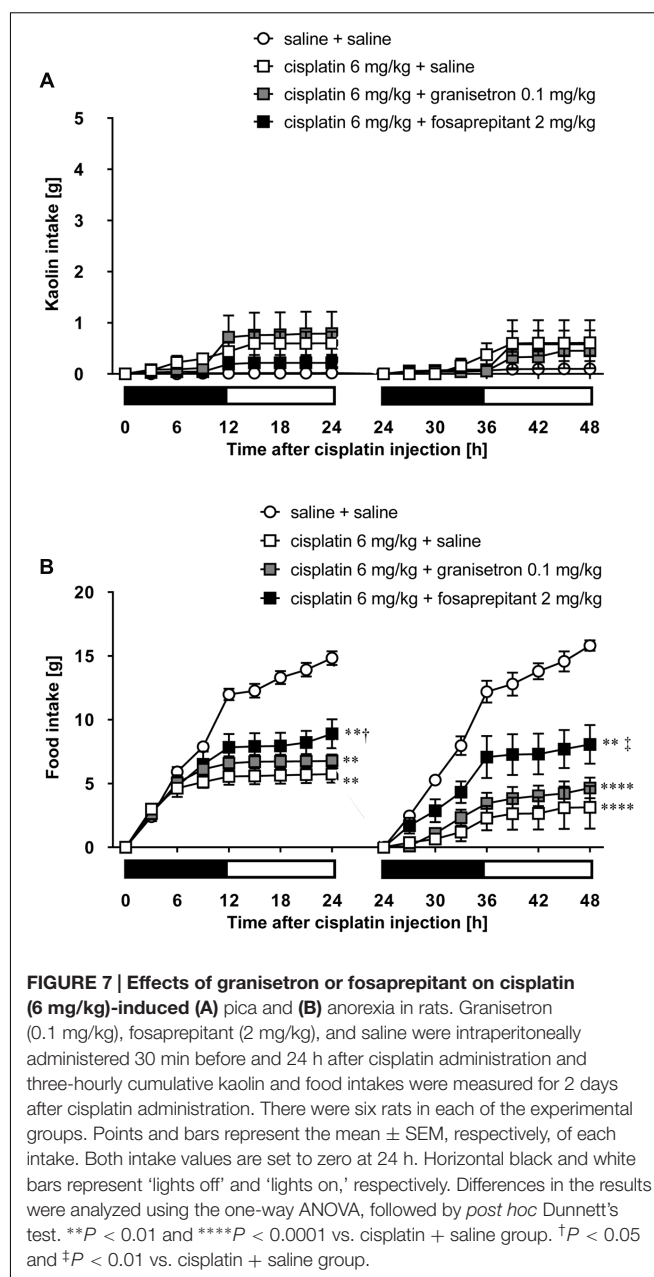 saline + saline
cisplatin 6 mg/kg + saline
cisplatin 6 mg/kg + granisetron 0.1 mg/kg
cisplatin 6 mg/kg + fosaprepitant 2 mg/kg
A
Kaolin intake [g]
5
4
3
2
1
0
0 6 12 18 24 24 30 36 42 48
Time after cisplatin injection [h] Time after cisplatin injection [h]
saline + saline
cisplatin 6 mg/kg + saline
cisplatin 6 mg/kg + granisetron 0.1 mg/kg
cisplatin 6 mg/kg + fosaprepitant 2 mg/kg
B
Food intake [g]
20
15
10
5
0
**†
**
**
** ‡
****
****
0 6 12 18 24 24 30 36 42 48
Time after cisplatin injection [h] Time after cisplatin injection [h]
FIGURE 7 | Effects of granisetron or fosaprepitant on cisplatin
(6 mg/kg)-induced (A) pica and (B) anorexia in rats. Granisetron
(0.1 mg/kg), fosaprepitant (2 mg/kg), and saline were intraperitoneally
administered 30 min before and 24 h after cisplatin administration and
three-hourly cumulative kaolin and food intakes were measured for 2 days
after cisplatin administration. There were six rats in each of the experimental
groups. Points and bars represent the mean ± SEM, respectively, of each
intake. Both intake values are set to zero at 24 h. Horizontal black and white
bars represent ‘lights off’ and ‘lights on,’ respectively. Differences in the results
were analyzed using the one-way ANOVA, followed by post hoc Dunnett’s
test. **P < 0.01 and ****P < 0.0001 vs. cisplatin + saline group. †P < 0.05
and ‡P < 0.01 vs. cisplatin + saline group.